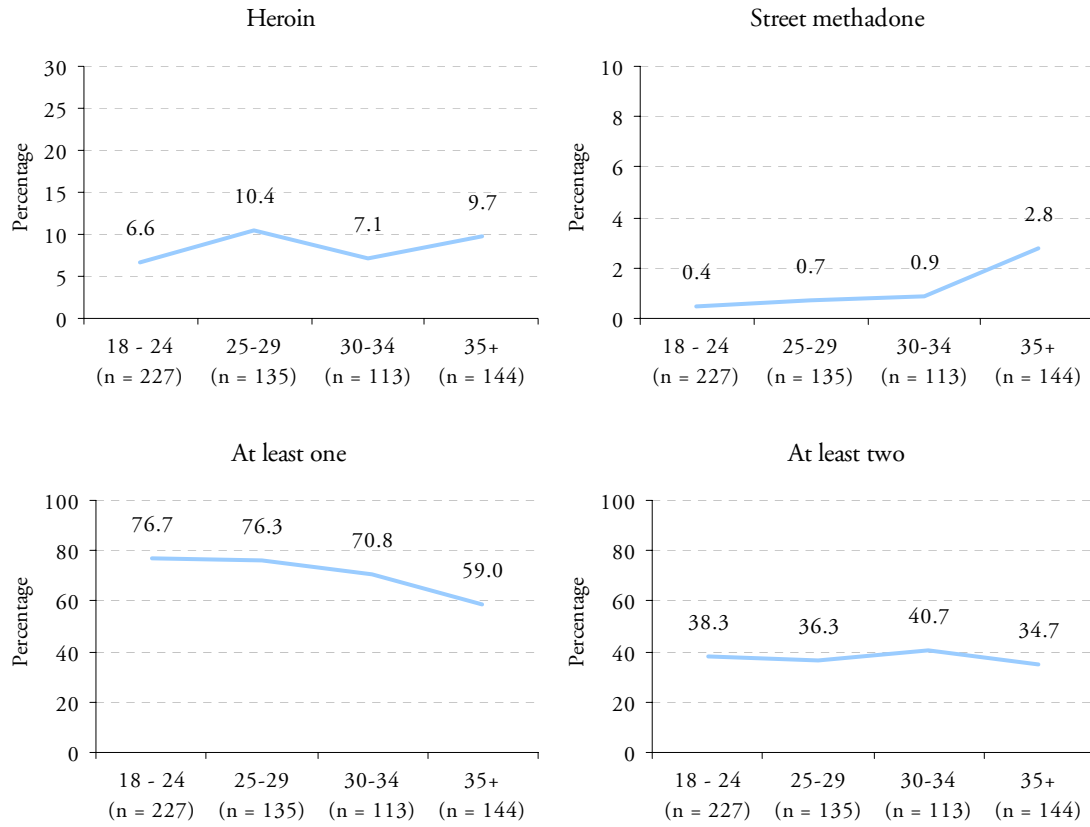 Heroin
Percentage
30
25
20
15
10
5
0
6.6
10.4
7.1
9.7
18 - 24 25-29 30-34 35+
(n = 227) (n = 135) (n = 113) (n = 144)
Street methadone
Percentage
10
8
6
4
2
0
0.4
0.7
0.9
2.8
18 - 24 25-29 30-34 35+
(n = 227) (n = 135) (n = 113) (n = 144)
At least one
Percentage
100
80
60
40
20
0
76.7
76.3
70.8
59.0
18 - 24 25-29 30-34 35+
(n = 227) (n = 135) (n = 113) (n = 144)
At least two
Percentage
100
80
60
40
20
0
38.3
36.3
40.7
34.7
18 - 24 25-29 30-34 35+
(n = 227) (n = 135) (n = 113) (n = 144)